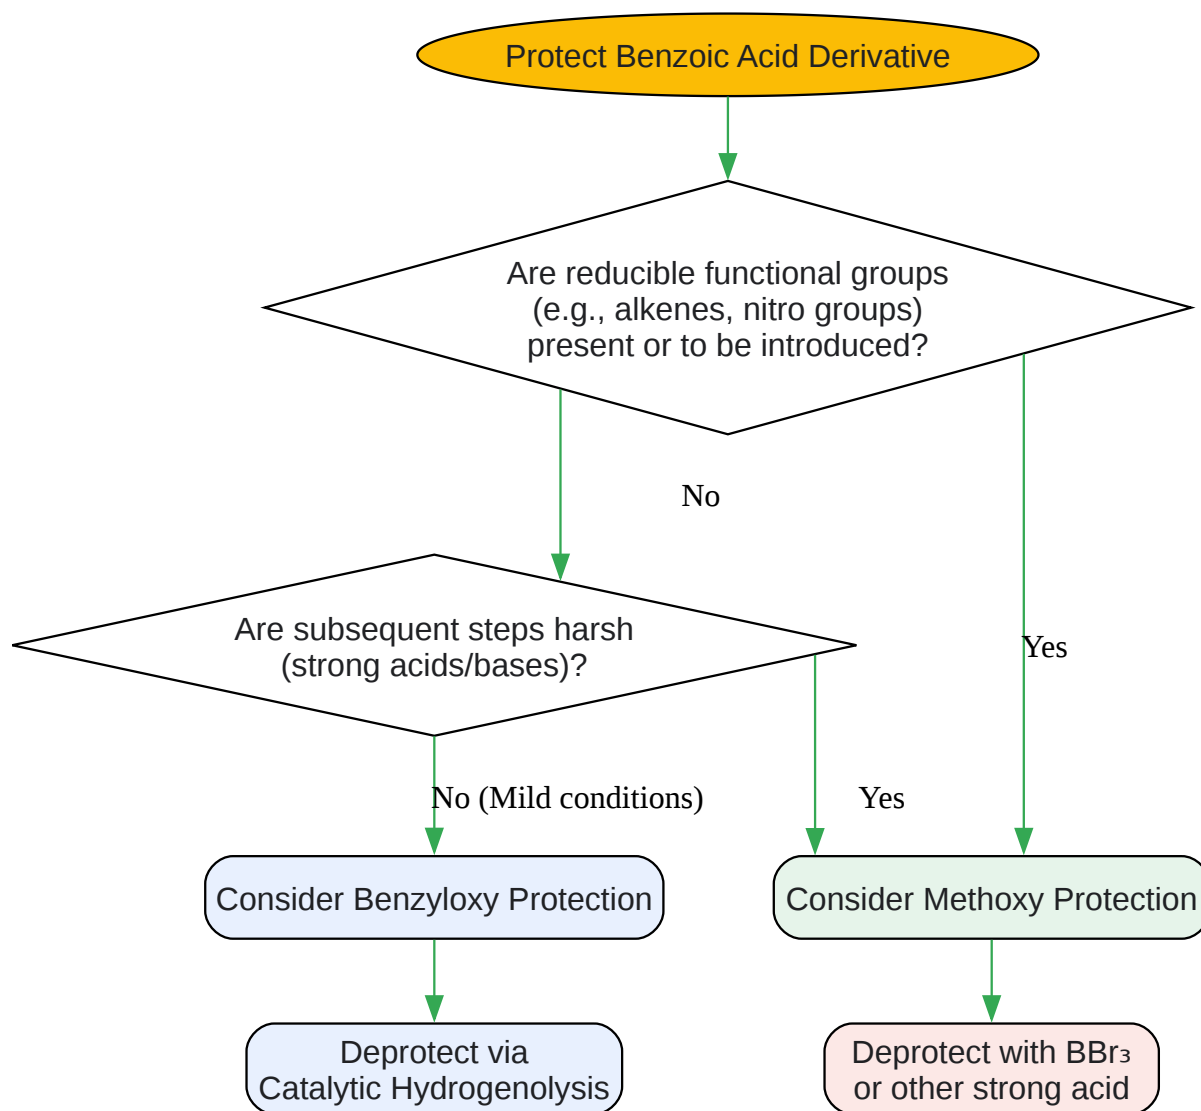 Protect Benzoic Acid Derivative
Are reducible functional groups
(e.g., alkenes, nitro groups)
present or to be introduced?
No
Are subsequent steps harsh
(strong acids/bases)?
Yes
No (Mild conditions)
Yes
Consider Benzyloxy Protection
Consider Methoxy Protection
Deprotect via
Catalytic Hydrogenolysis
Deprotect with BBr₃
or other strong acid